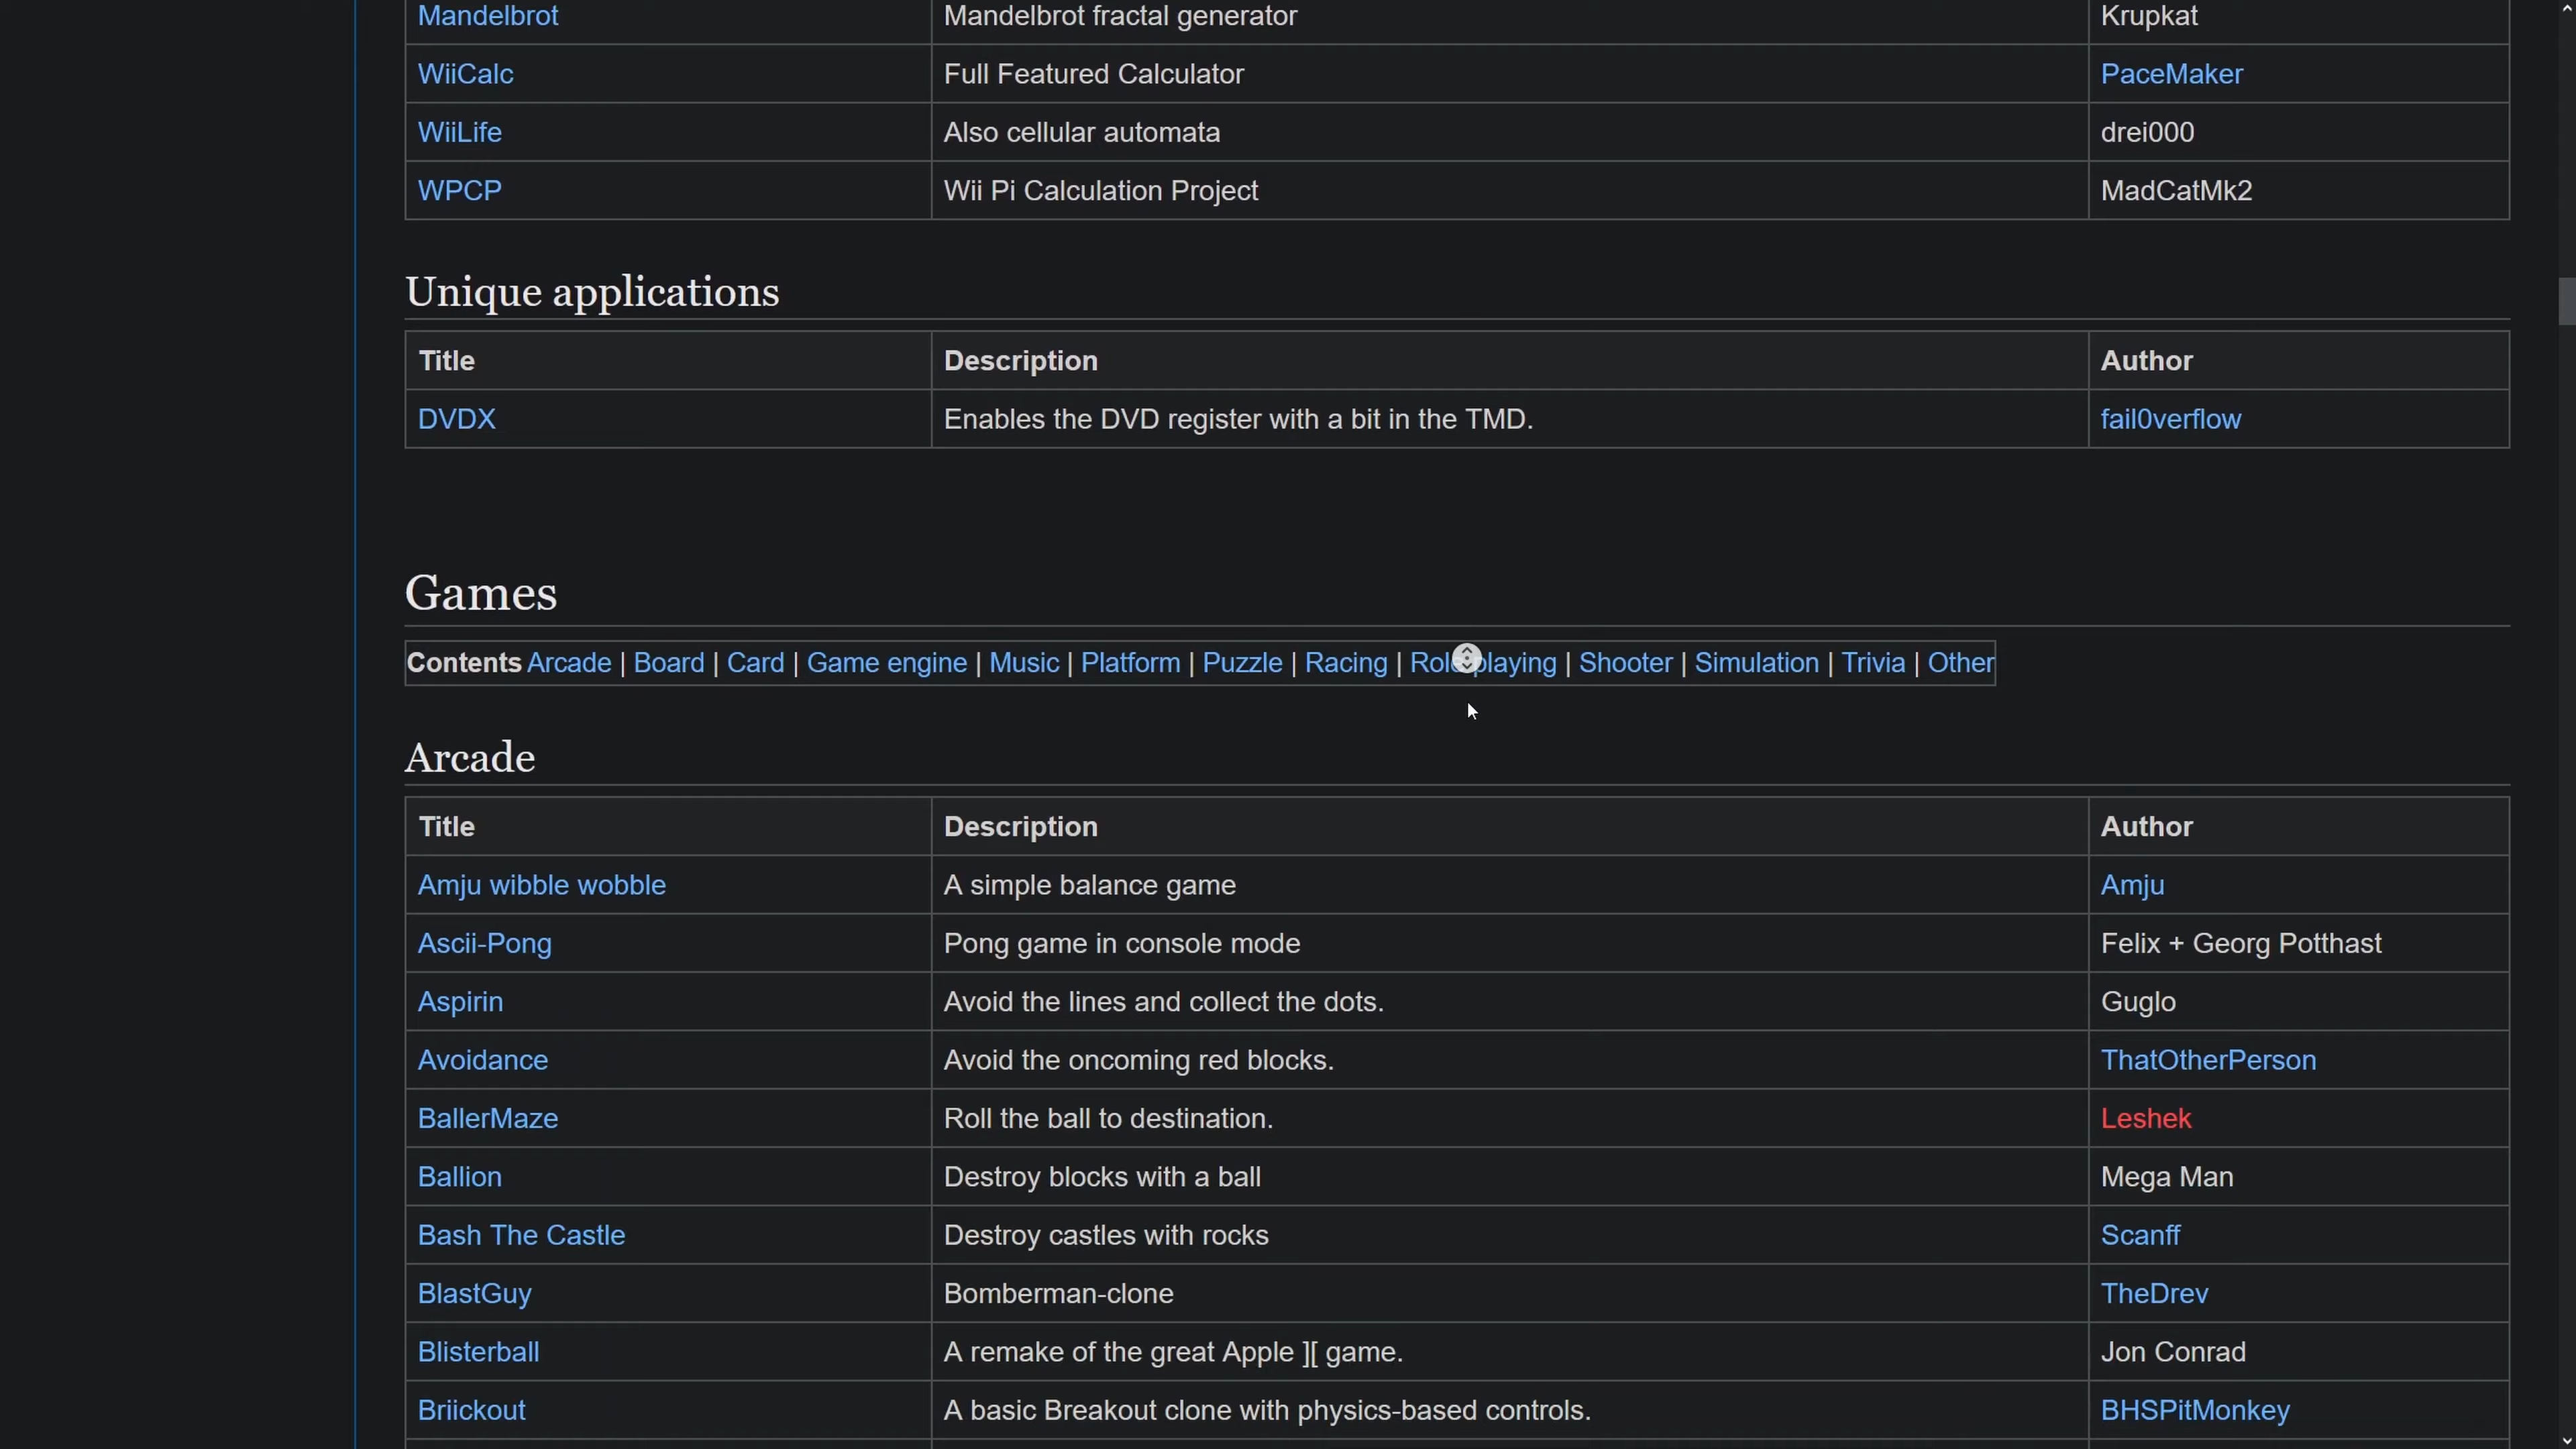 Mandelbrot Mandelbrot fractal generator Krupkat
WiiCalc Full Featured Calculator PaceMaker
WiiLife Also cellular automata drei000
WPCP Wii Pi Calculation Project MadCatMk2
Unique applications
Title Description Author
DVDX Enables the DVD register with a bit in the TMD. fail0verflow
Games
Contents Arcade | Board | Card | Game engine | Music | Platform | Puzzle | Racing | Role-playing | Shooter | Simulation | Trivia | Other
Arcade
Title Description Author
Amju wibble wobble A simple balance game Amju
Ascii-Pong Pong game in console mode Felix + Georg Potthast
Aspirin Avoid the lines and collect the dots. Guglo
Avoidance Avoid the oncoming red blocks. ThatOtherPerson
BallerMaze Roll the ball to destination. Leshek
Ballion Destroy blocks with a ball Mega Man
Bash The Castle Destroy castles with rocks Scanff
BlastGuy Bomberman-clone TheDrev
Blisterball A remake of the great Apple ][ game. Jon Conrad
Briickout A basic Breakout clone with physics-based controls. BHSPitMonkey